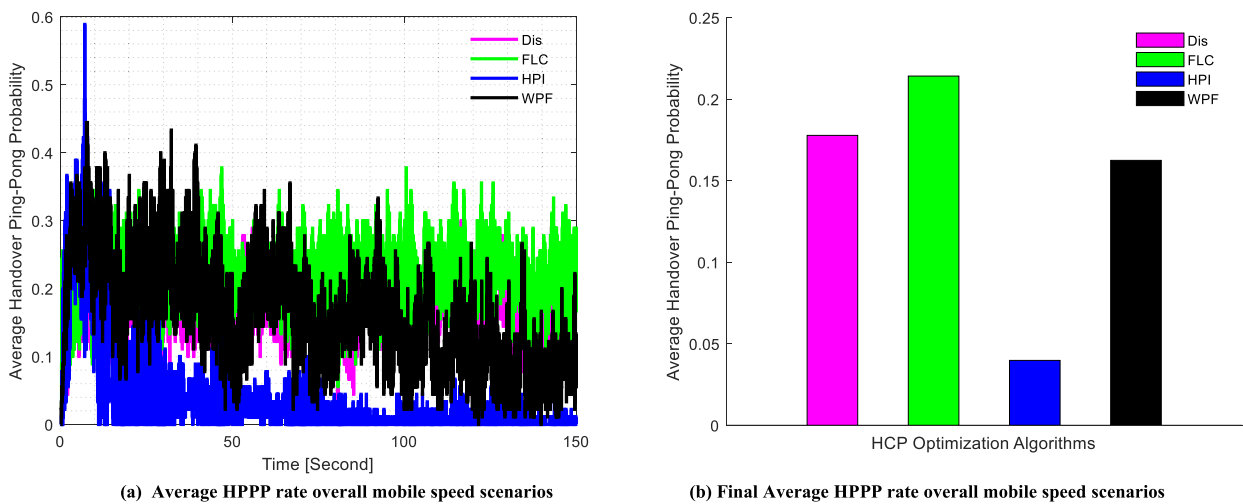 0.6
0.5
0.4
0.3
0.2
0.1
0
Average Handover Ping-Pong Probability
Dis
FLC
HPI
WPF
0
50
100
150
Time [Second]
(a) Average HPPP rate overall mobile speed scenarios
0.25
0.2
0.15
0.1
0.05
0
Average Handover Ping-Pong Probability
Dis
FLC
HPI
WPF
HCP Optimization Algorithms
(b) Final Average HPPP rate overall mobile speed scenarios